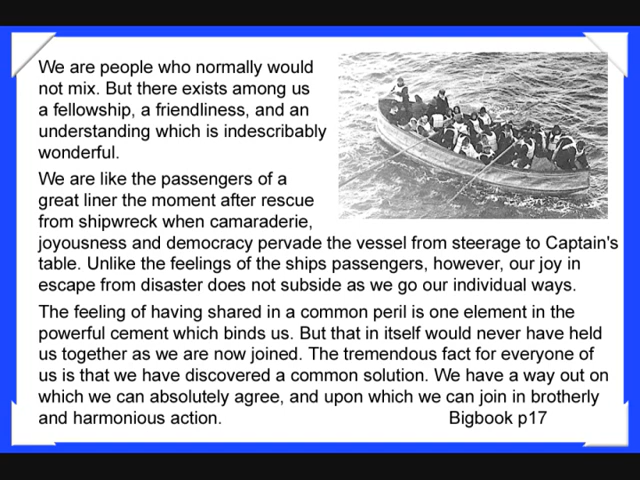 We are people who normally would
not mix. But there exists among us
a fellowship, a friendliness, and an
understanding which is indescribably
wonderful.
We are like the passengers of a
great liner the moment after rescue
from shipwreck when camaraderie,
joyousness and democracy pervade the vessel from steerage to Captain's
table. Unlike the feelings of the ships passengers, however, our joy in
escape from disaster does not subside as we go our individual ways.
The feeling of having shared in a common peril is one element in the
powerful cement which binds us. But that in itself would never have held
us together as we are now joined. The tremendous fact for everyone of
us is that we have discovered a common solution. We have a way out on
which we can absolutely agree, and upon which we can join in brotherly
and harmonious action. Bigbook p17